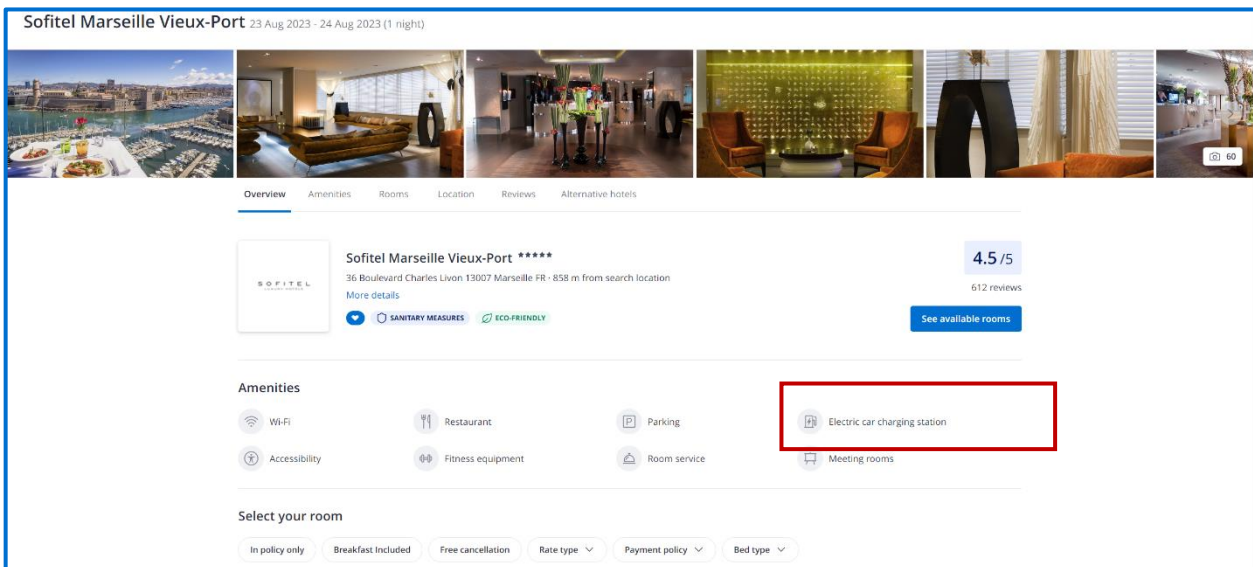 Sofitel Marseille Vieux-Port 23 Aug 2023 - 24 Aug 2023 (1 night)
60
Overview Amenities Rooms Location Reviews Alternative hotels
SOFITEL
LUXURY HOTELS
Sofitel Marseille Vieux-Port *****
36 Boulevard Charles Livon 13007 Marseille FR · 858 m from search location
More details
SANITARY MEASURES ECO-FRIENDLY
4.5 /5
612 reviews
See available rooms
Amenities
Wi-Fi Restaurant P Parking Electric car charging station
Accessibility Fitness equipment Room service Meeting rooms
Select your room
In policy only Breakfast Included Free cancellation Rate type Payment policy Bed type